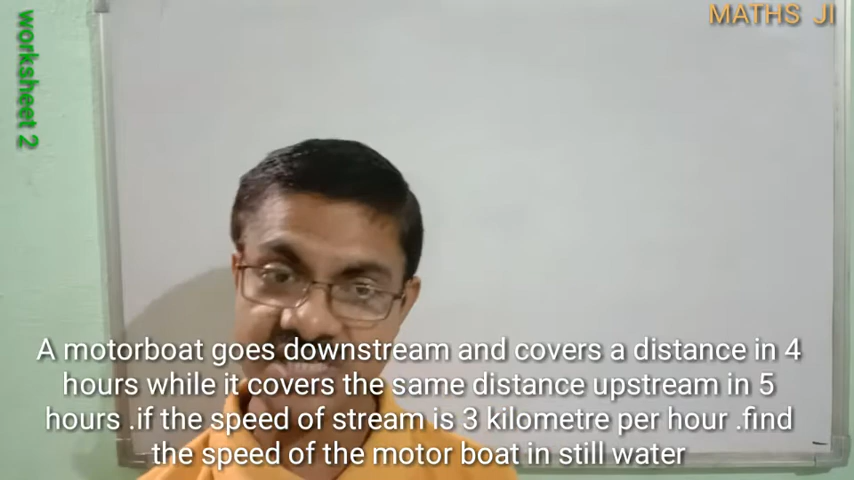 MATHS JI
worksheet 2
A motorboat goes downstream and covers a distance in 4
hours while it covers the same distance upstream in 5
hours .if the speed of stream is 3 kilometre per hour .find
the speed of the motor boat in still water